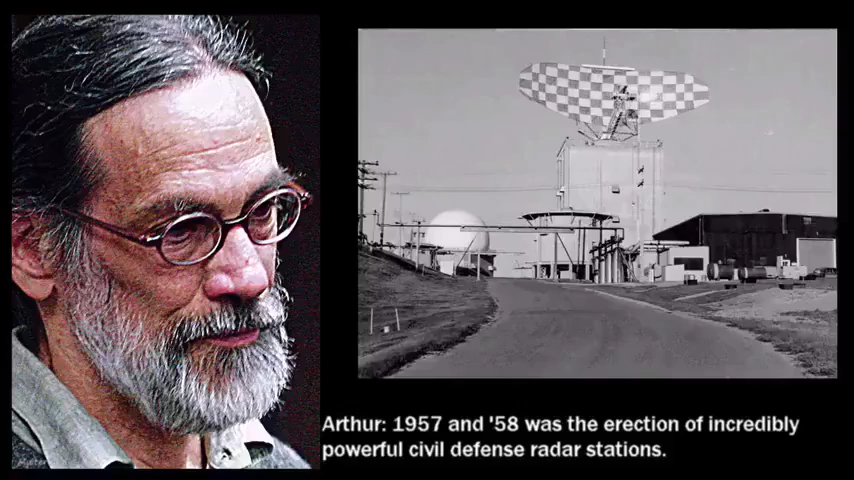 Arthur: 1957 and '58 was the erection of incredibly
powerful civil defense radar stations.